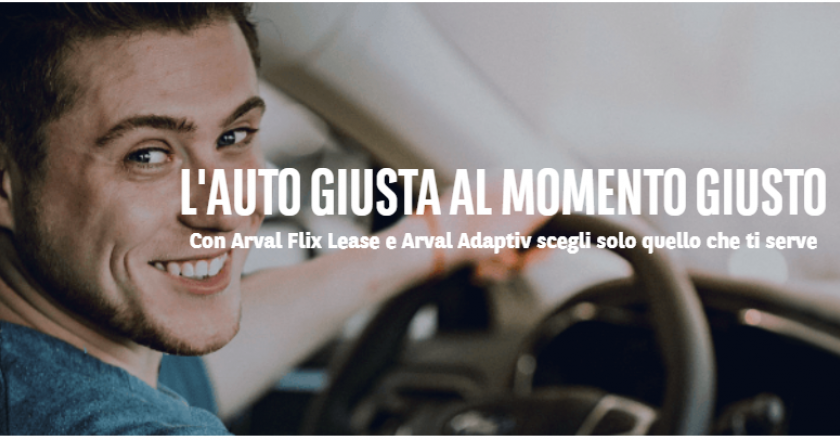 L'AUTO GIUSTA AL MOMENTO GIUSTO
Con Arval Flix Lease e Arval Adaptiv scegli solo quello che ti serve